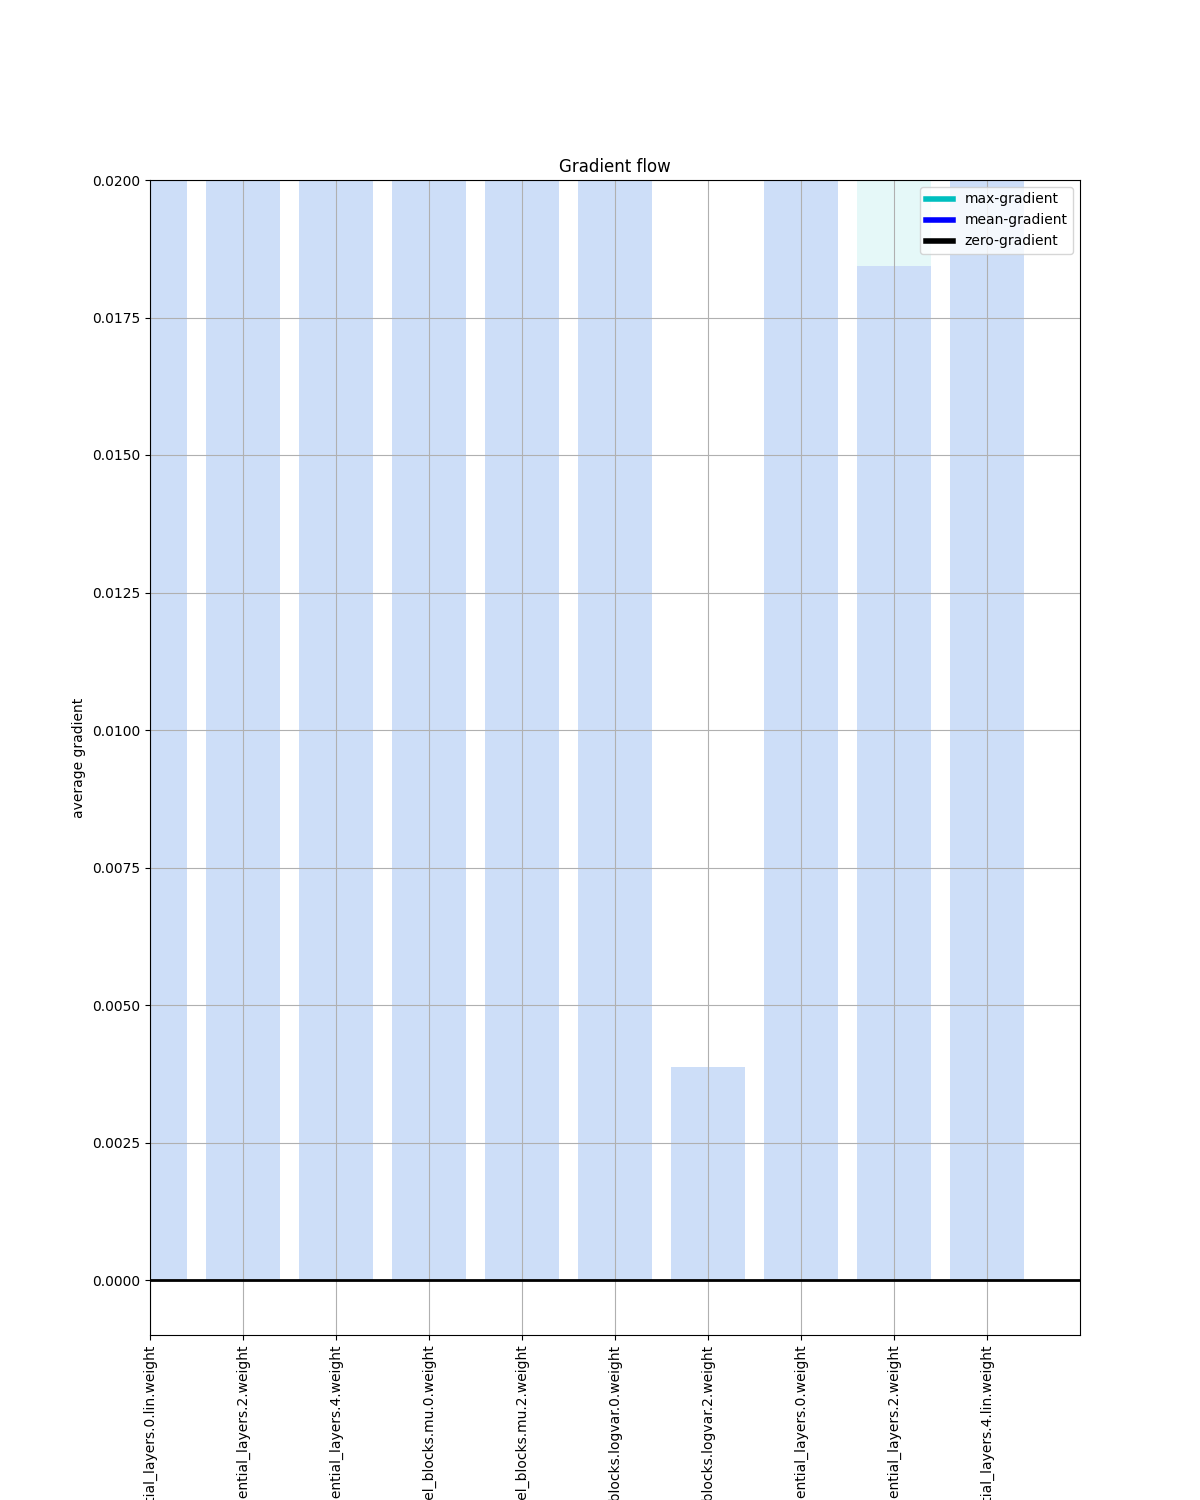 Gradient flow
max-gradient
mean-gradient
zero-gradient
0.0200
0.0175
0.0150
0.0125
0.0100
0.0075
0.0050
0.0025
0.0000
average gradient
tial_layers.0.lin.weight
ential_layers.2.weight
ential_layers.4.weight
el_blocks.mu.0.weight
el_blocks.mu.2.weight
blocks.logvar.0.weight
blocks.logvar.2.weight
ential_layers.0.weight
ential_layers.2.weight
tial_layers.4.lin.weight